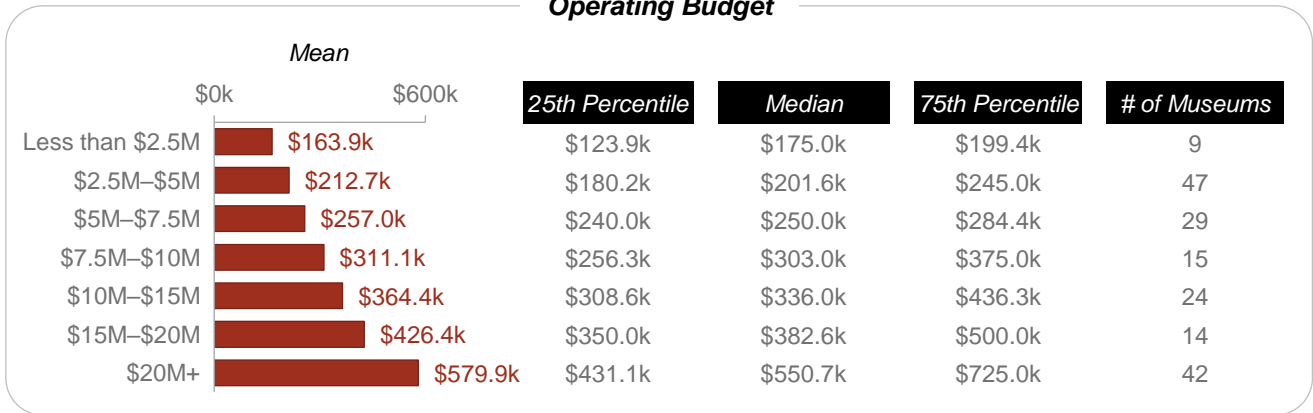 Operating Budget
Mean
$0k $600k 25th Percentile Median 75th Percentile # of Museums
Less than $2.5M $163.9k $123.9k $175.0k $199.4k 9
$2.5M–$5M $212.7k $180.2k $201.6k $245.0k 47
$5M–$7.5M $257.0k $240.0k $250.0k $284.4k 29
$7.5M–$10M $311.1k $256.3k $303.0k $375.0k 15
$10M–$15M $364.4k $308.6k $336.0k $436.3k 24
$15M–$20M $426.4k $350.0k $382.6k $500.0k 14
$20M+ $579.9k $431.1k $550.7k $725.0k 42